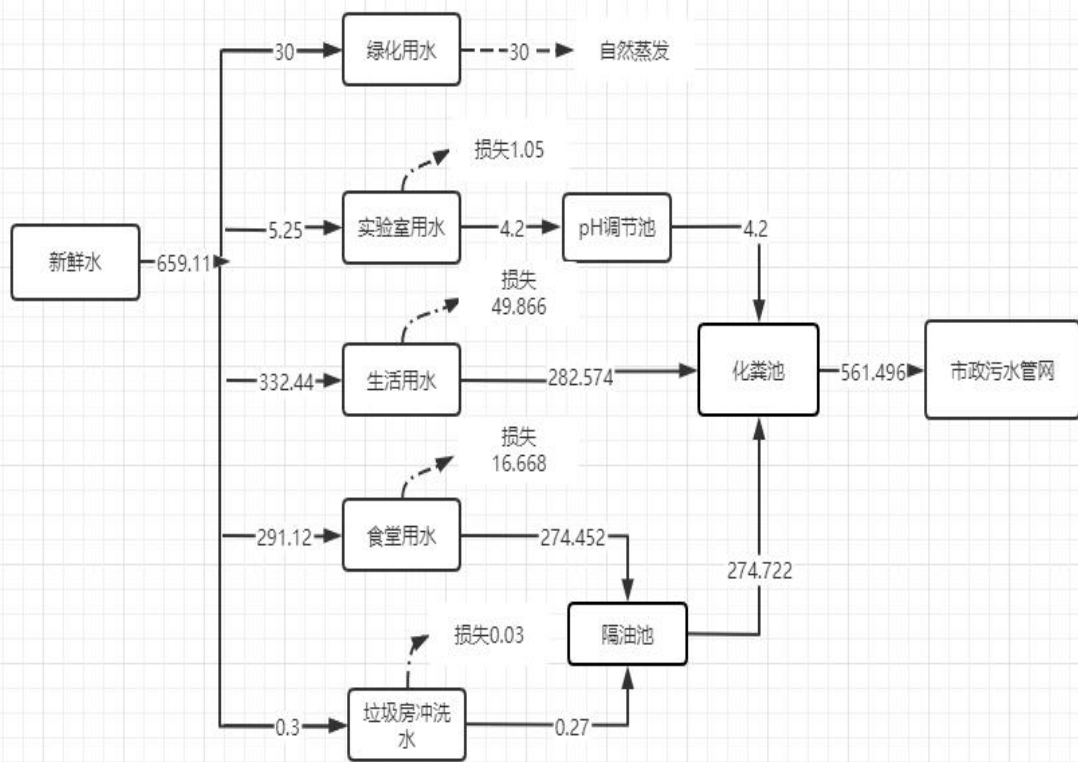 30
绿化用水
30
自然蒸发
损失1.05
5.25
实验室用水
4.2
pH调节池
4.2
新鲜水
659.11
损失
49.866
332.44
生活用水
282.574
化粪池
561.496
市政污水管网
损失
16.668
291.12
食堂用水
274.452
274.722
损失0.03
隔油池
0.3
垃圾房冲洗
水
0.27